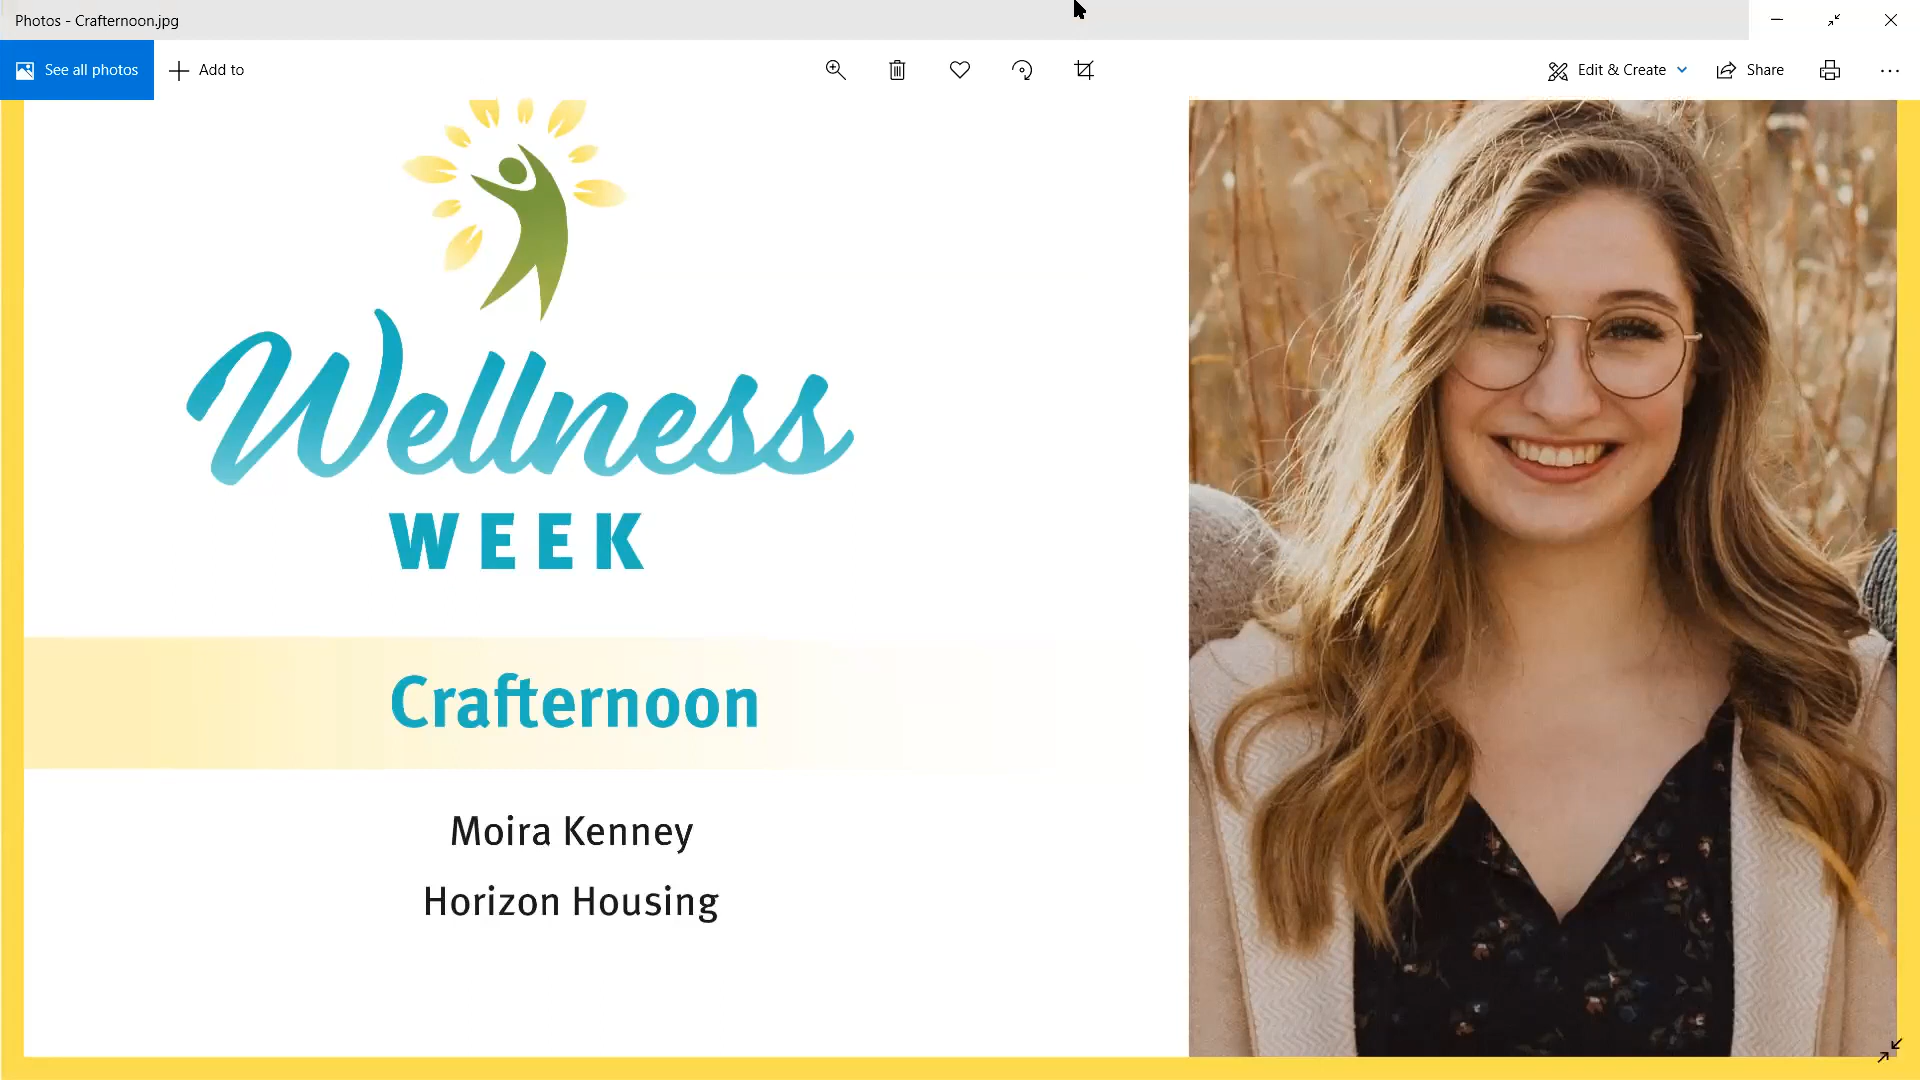 Photos - Crafternoon.jpg
See all photos
Add to
Edit & Create
Share
Wellness
WEEK
Crafternoon
Moira Kenney
Horizon Housing